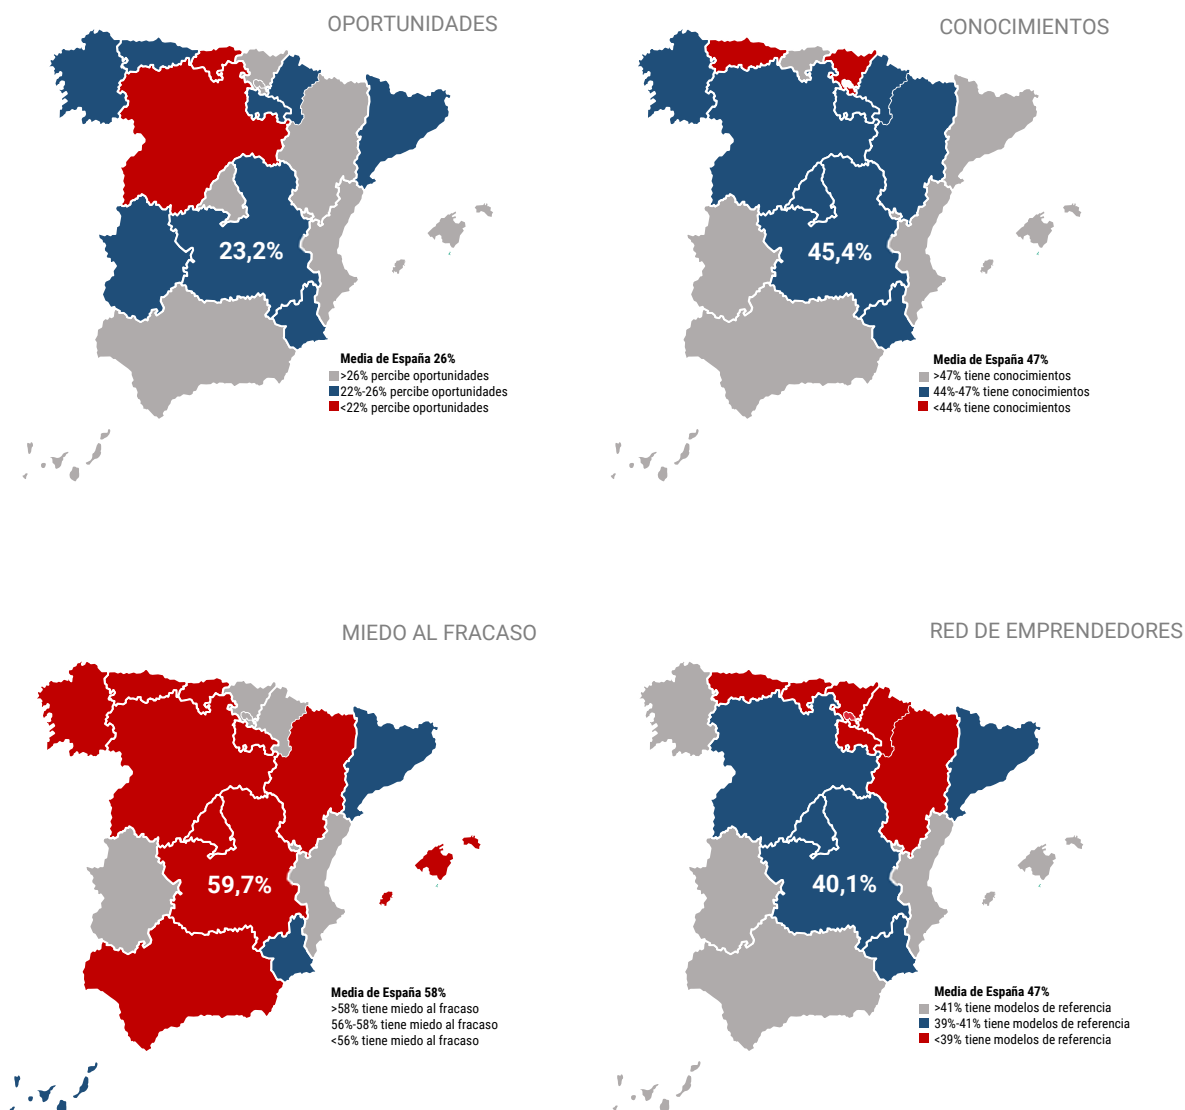 OPORTUNIDADES
23,2%
Media de España 26%
>26% percibe oportunidades
22%-26% percibe oportunidades
<22% percibe oportunidades
CONOCIMIENTOS
45,4%
Media de España 47%
>47% tiene conocimientos
44%-47% tiene conocimientos
<44% tiene conocimientos
MIEDO AL FRACASO
59,7%
Media de España 58%
>58% tiene miedo al fracaso
56%-58% tiene miedo al fracaso
<56% tiene miedo al fracaso
RED DE EMPRENDEDORES
40,1%
Media de España 47%
>41% tiene modelos de referencia
39%-41% tiene modelos de referencia
<39% tiene modelos de referencia